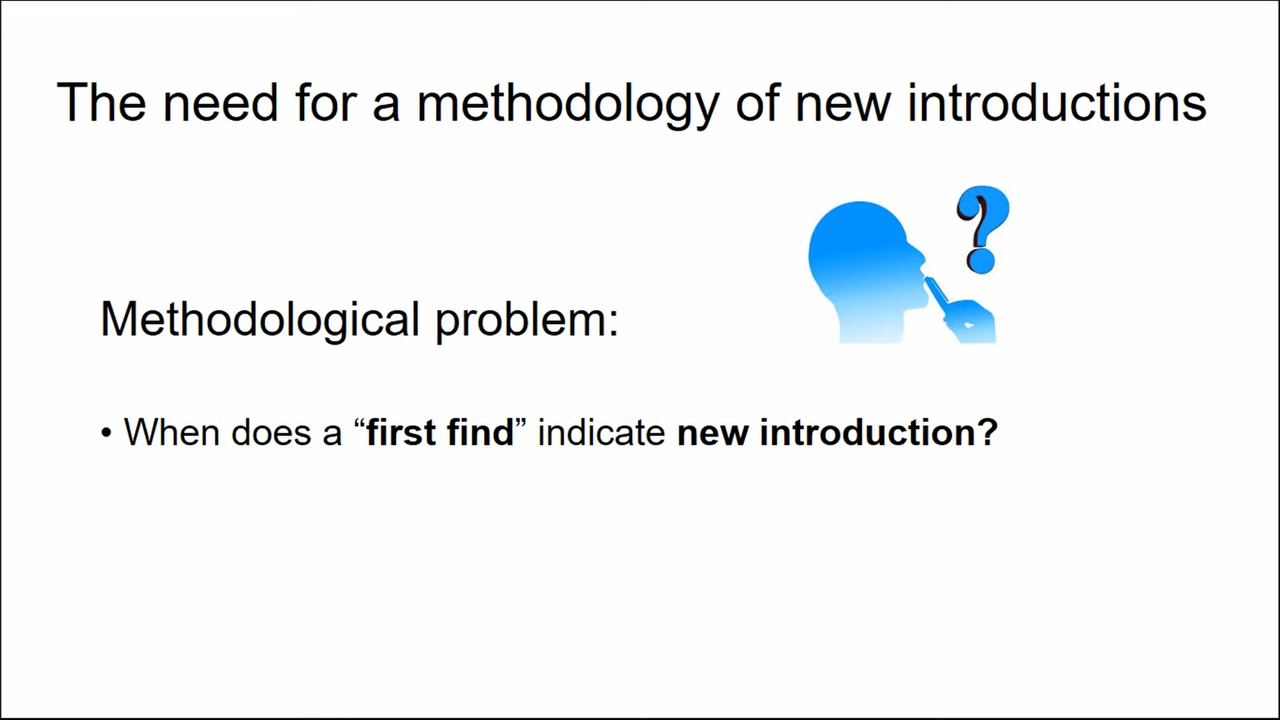 The need for a methodology of new introductions
Methodological problem:
• When does a “first find” indicate new introduction?